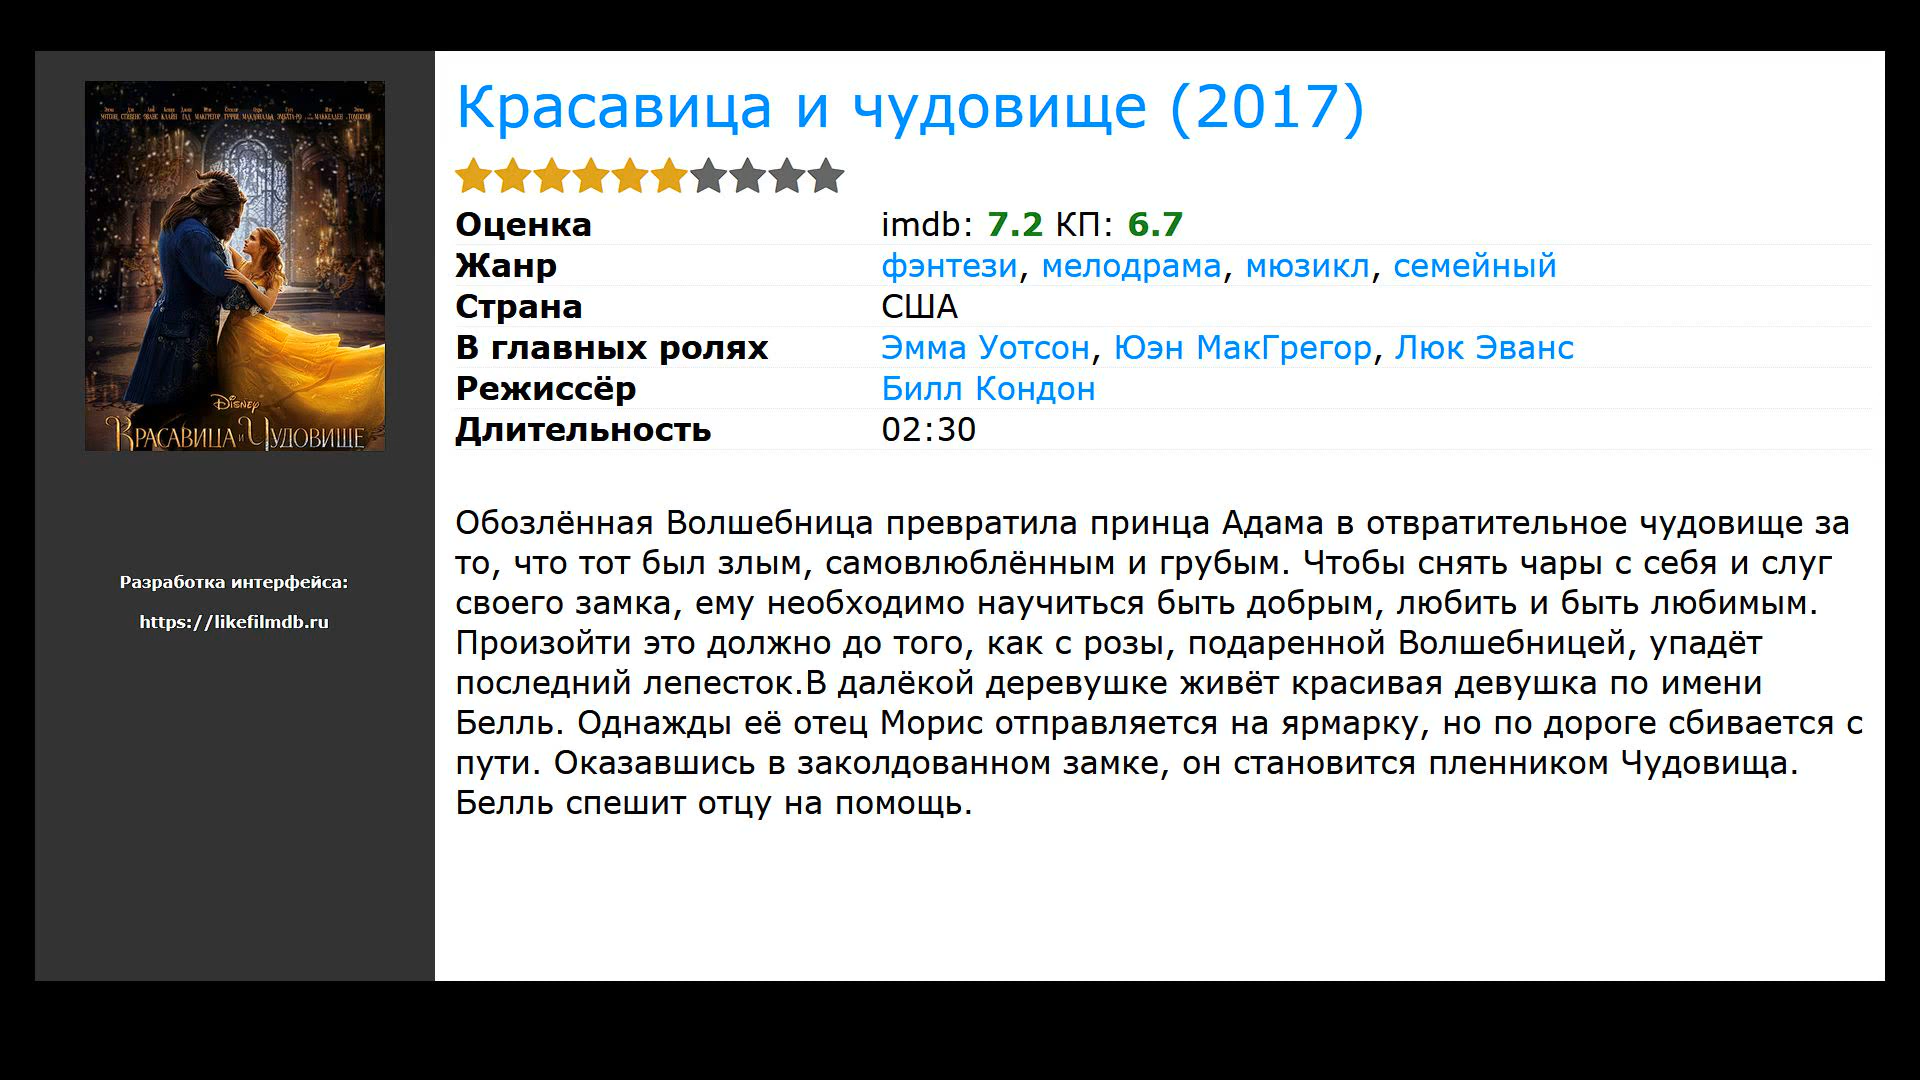 Красавица и чудовище (2017)
Оценка imdb: 7.2 КП: 6.7
Жанр фэнтези, мелодрама, мюзикл, семейный
Страна США
В главных ролях Эмма Уотсон, Юэн МакГрегор, Люк Эванс
Режиссёр Билл Кондон
Длительность 02:30
Обозлённая Волшебница превратила принца Адама в отвратительное чудовище за
то, что тот был злым, самовлюблённым и грубым. Чтобы снять чары с себя и слуг
своего замка, ему необходимо научиться быть добрым, любить и быть любимым.
Произойти это должно до того, как с розы, подаренной Волшебницей, упадёт
последний лепесток.В далёкой деревушке живёт красивая девушка по имени
Белль. Однажды её отец Морис отправляется на ярмарку, но по дороге сбивается с
пути. Оказавшись в заколдованном замке, он становится пленником Чудовища.
Белль спешит отцу на помощь.
Disney
Красавица и Чудовище
Разработка интерфейса:
https://likefilmdb.ru